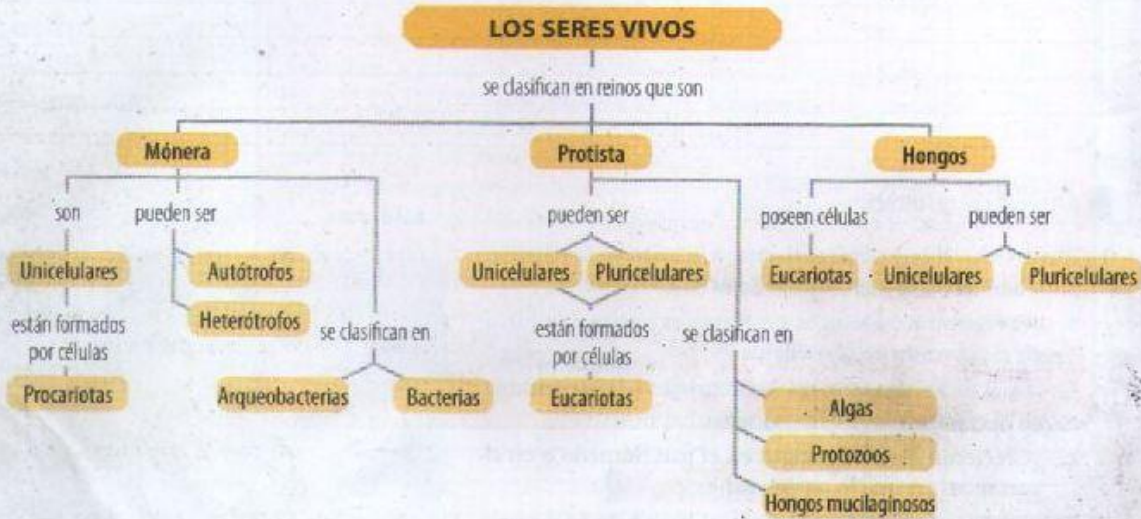 LOS SERES VIVOS
se clasifican en reinos que son
Mónera
Protista
Hongos
son
pueden ser
pueden ser
poseen células
pueden ser
Unicelulares
Autótrofos
Unicelulares
Pluricelulares
Eucariotas
Unicelulares
Pluricelulares
están formados
por células
Heterótrofos
se clasifican en
están formados
por células
se clasifican en
Procariotas
Arqueobacterias
Bacterias
Eucariotas
Algas
Protozoos
Hongos mucilaginosos